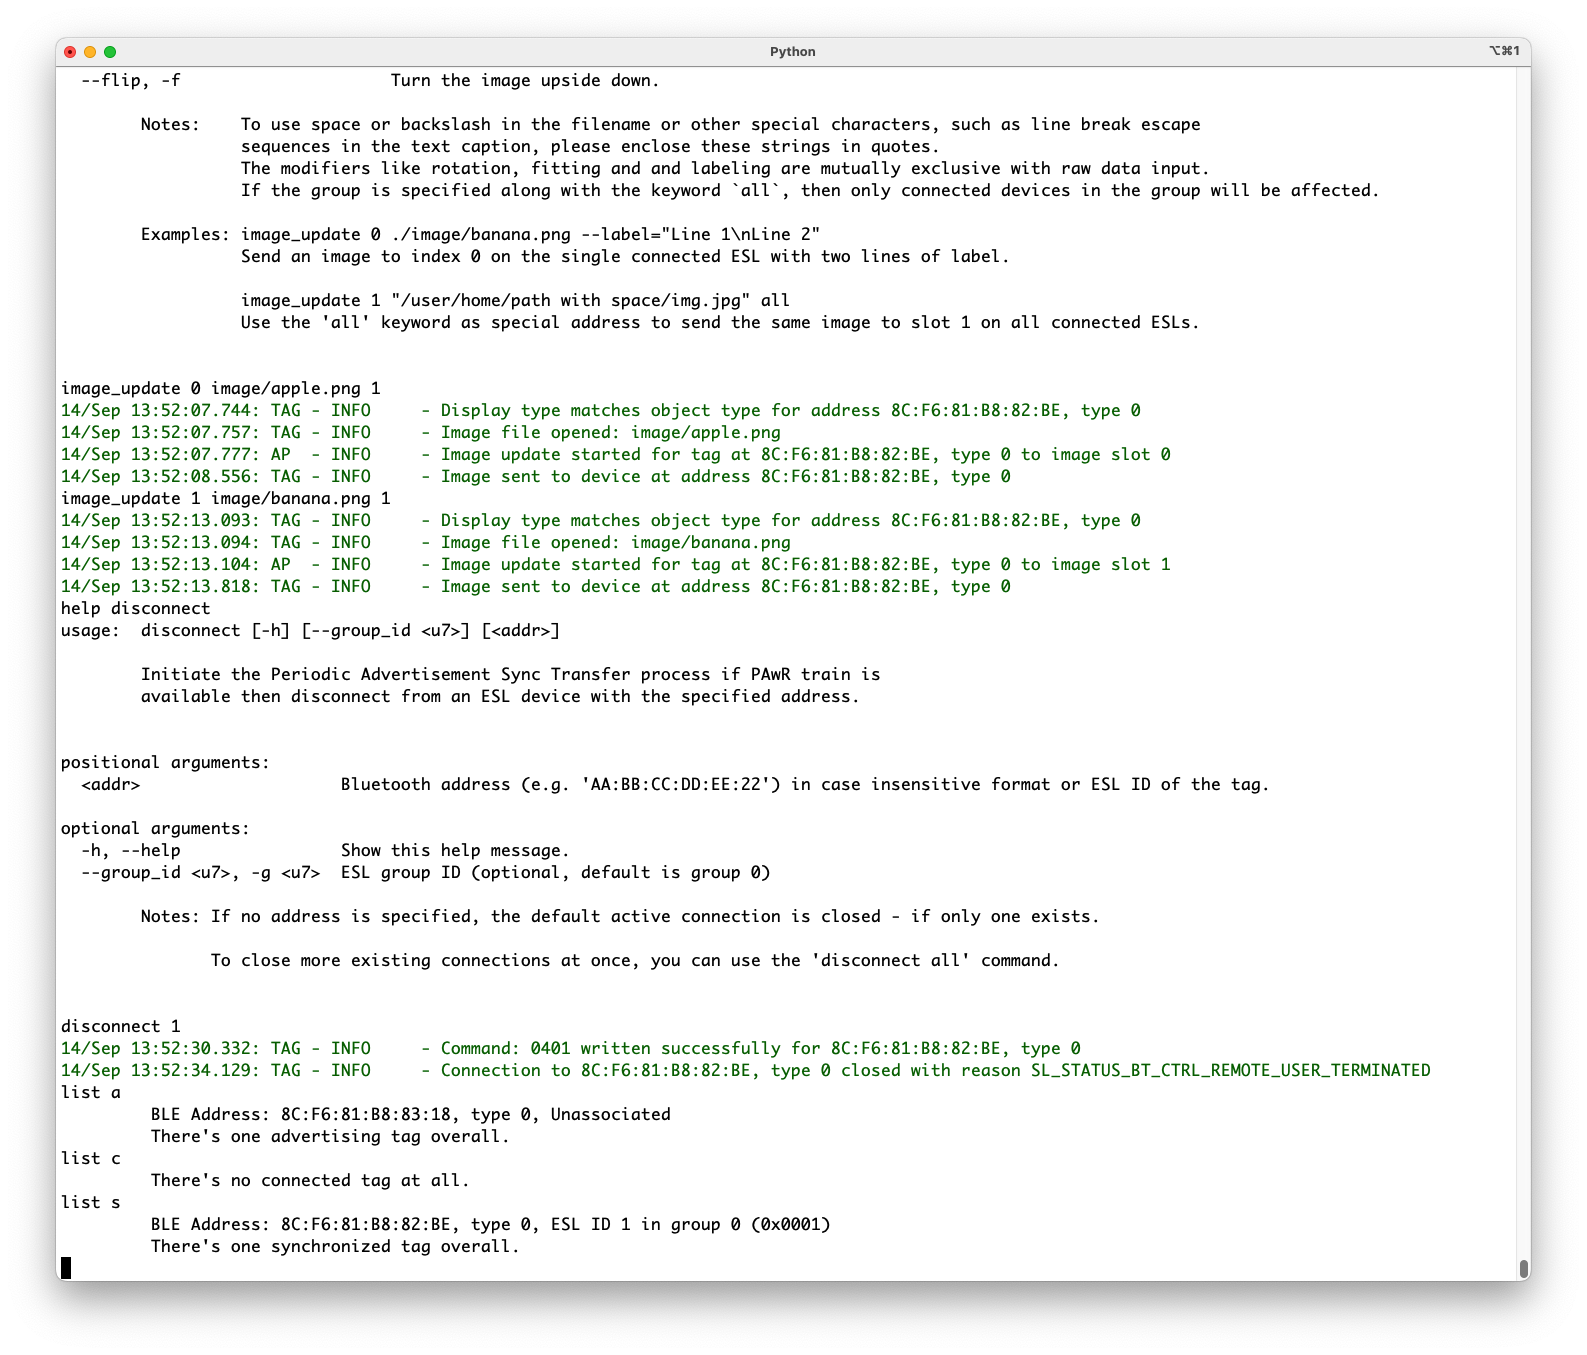 Python
⌥⌘1
--flip, -f                     Turn the image upside down.
Notes:    To use space or backslash in the filename or other special characters, such as line break escape
sequences in the text caption, please enclose these strings in quotes.
The modifiers like rotation, fitting and and labeling are mutually exclusive with raw data input.
If the group is specified along with the keyword `all`, then only connected devices in the group will be affected.
Examples: image_update 0 ./image/banana.png --label="Line 1\nLine 2"
Send an image to index 0 on the single connected ESL with two lines of label.
image_update 1 "/user/home/path with space/img.jpg" all
Use the 'all' keyword as special address to send the same image to slot 1 on all connected ESLs.
image_update 0 image/apple.png 1
14/Sep 13:52:07.744: TAG - INFO     - Display type matches object type for address 8C:F6:81:B8:82:BE, type 0
14/Sep 13:52:07.757: TAG - INFO     - Image file opened: image/apple.png
14/Sep 13:52:07.777: AP  - INFO     - Image update started for tag at 8C:F6:81:B8:82:BE, type 0 to image slot 0
14/Sep 13:52:08.556: TAG - INFO     - Image sent to device at address 8C:F6:81:B8:82:BE, type 0
image_update 1 image/banana.png 1
14/Sep 13:52:13.093: TAG - INFO     - Display type matches object type for address 8C:F6:81:B8:82:BE, type 0
14/Sep 13:52:13.094: TAG - INFO     - Image file opened: image/banana.png
14/Sep 13:52:13.104: AP  - INFO     - Image update started for tag at 8C:F6:81:B8:82:BE, type 0 to image slot 1
14/Sep 13:52:13.818: TAG - INFO     - Image sent to device at address 8C:F6:81:B8:82:BE, type 0
help disconnect
usage:  disconnect [-h] [--group_id <u7>] [<addr>]
Initiate the Periodic Advertisement Sync Transfer process if PAwR train is
available then disconnect from an ESL device with the specified address.
positional arguments:
<addr>                    Bluetooth address (e.g. 'AA:BB:CC:DD:EE:22') in case insensitive format or ESL ID of the tag.
optional arguments:
-h, --help                Show this help message.
--group_id <u7>, -g <u7>  ESL group ID (optional, default is group 0)
Notes: If no address is specified, the default active connection is closed - if only one exists.
To close more existing connections at once, you can use the 'disconnect all' command.
disconnect 1
14/Sep 13:52:30.332: TAG - INFO     - Command: 0401 written successfully for 8C:F6:81:B8:82:BE, type 0
14/Sep 13:52:34.129: TAG - INFO     - Connection to 8C:F6:81:B8:82:BE, type 0 closed with reason SL_STATUS_BT_CTRL_REMOTE_USER_TERMINATED
list a
BLE Address: 8C:F6:81:B8:83:18, type 0, Unassociated
There's one advertising tag overall.
list c
There's no connected tag at all.
list s
BLE Address: 8C:F6:81:B8:82:BE, type 0, ESL ID 1 in group 0 (0x0001)
There's one synchronized tag overall.